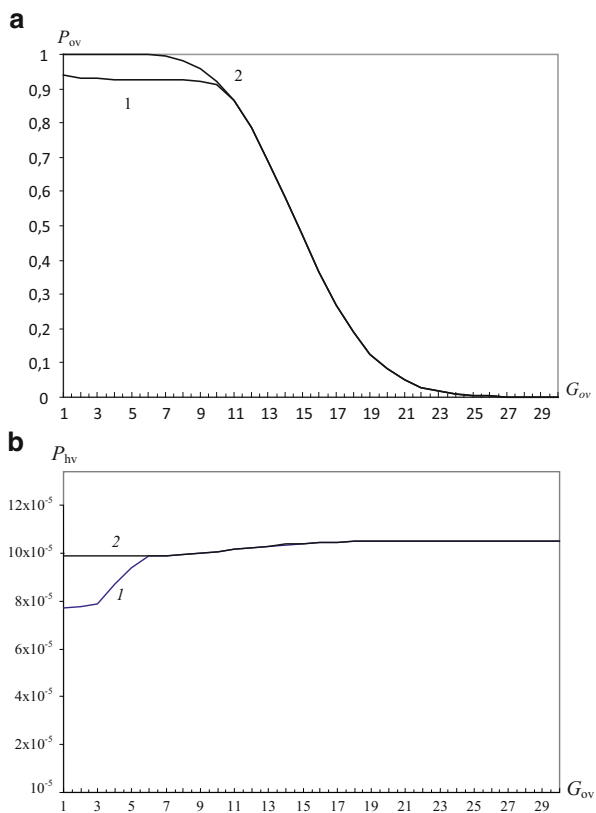 a
P_ov
1
0,9
0,8
0,7
0,6
0,5
0,4
0,3
0,2
0,1
0
2
1
G_ov
1 3 5 7 9 11 13 15 17 19 21 23 25 27 29
b
P_hv
12x10^-5
10x10^-5
8x10^-5
6x10^-5
4x10^-5
2x10^-5
10^-5
2
1
G_ov
1 3 5 7 9 11 13 15 17 19 21 23 25 27 29